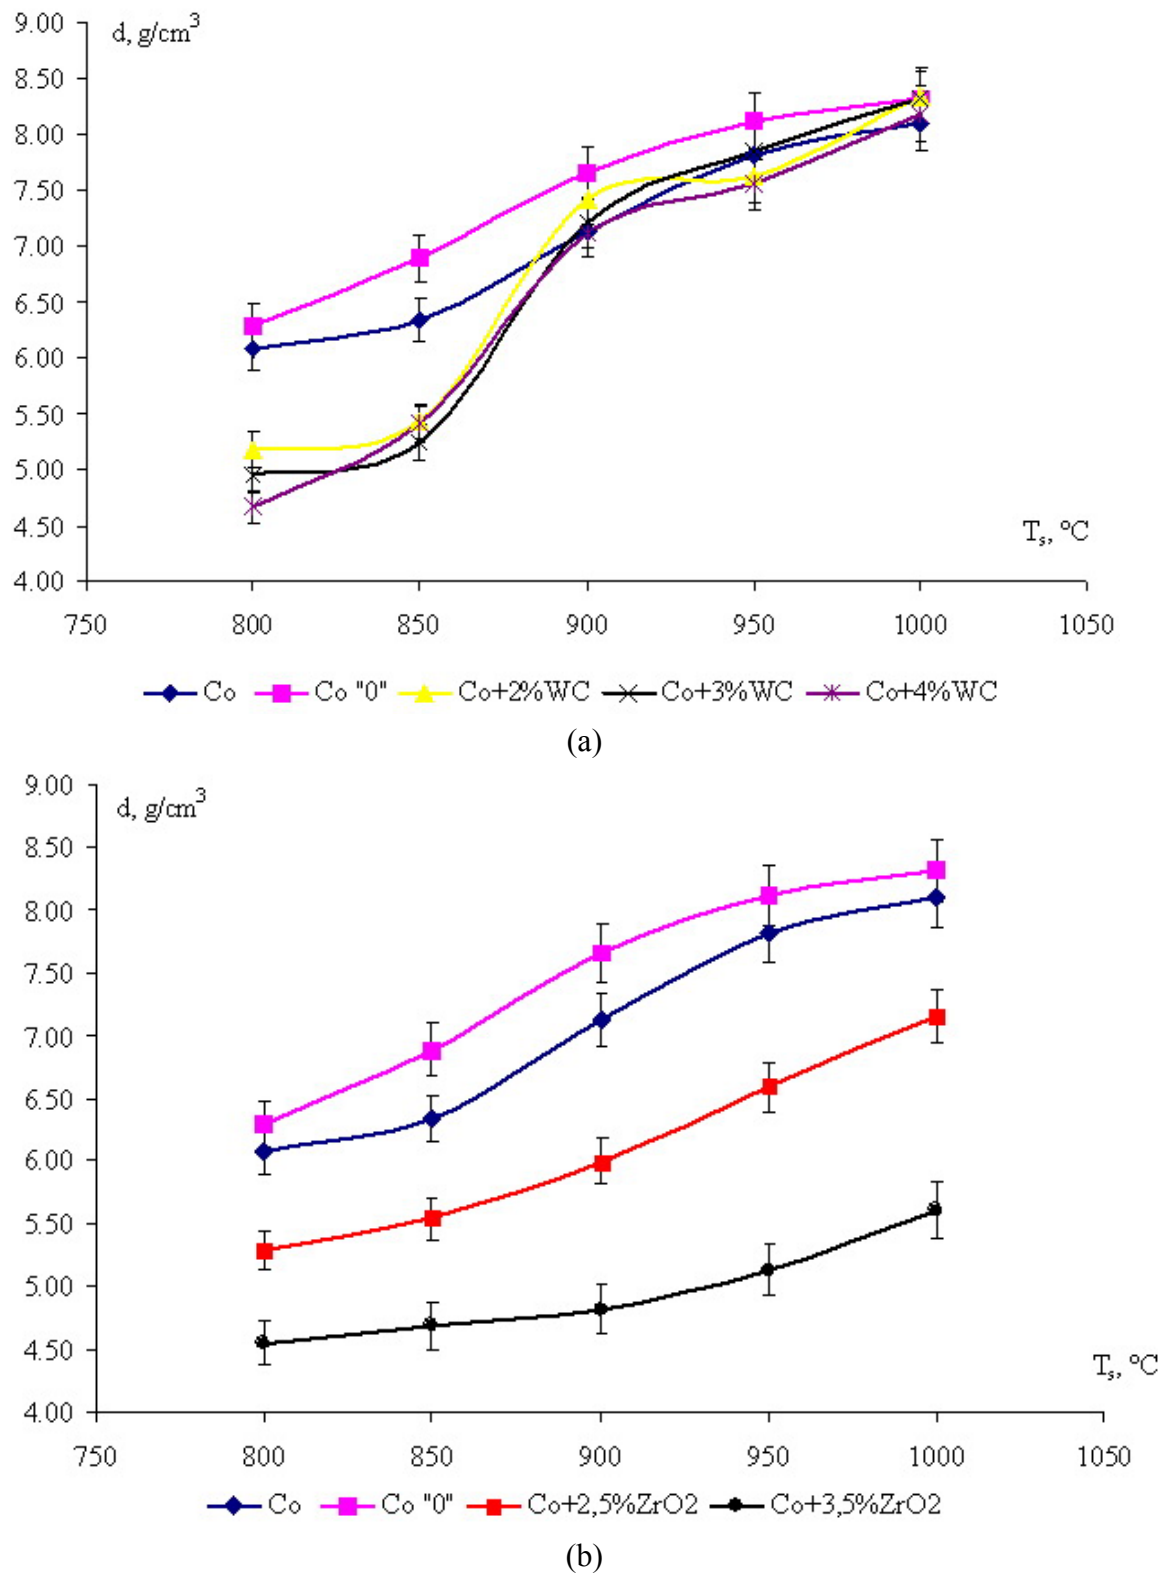 9.00
d, g/cm³
8.50
8.00
7.50
7.00
6.50
6.00
5.50
5.00
4.50
Tₛ, °C
4.00
750 800 850 900 950 1000 1050
Co Co "0" Co+2%WC Co+3%WC Co+4%WC
(a)
9.00
d, g/cm³
8.50
8.00
7.50
7.00
6.50
6.00
5.50
5.00
4.50
Tₛ, °C
4.00
750 800 850 900 950 1000 1050
Co Co "0" Co+2,5%ZrO2 Co+3,5%ZrO2
(b)